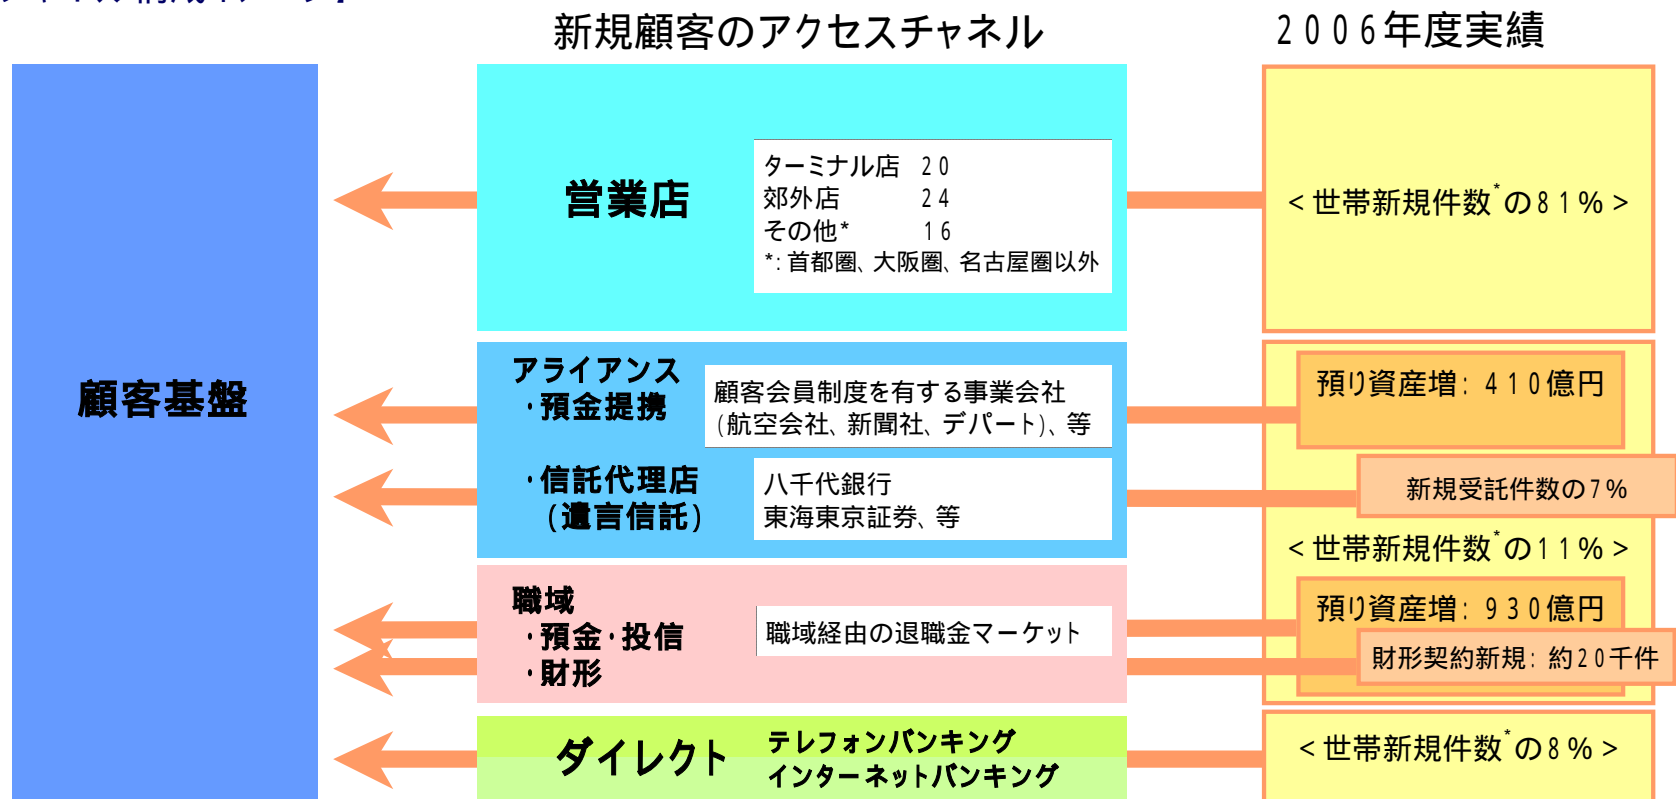 新規顧客のアクセスチャネル
2006年度実績
顧客基盤
営業店
ターミナル店 20
郊外店 24
その他* 16
*:首都圏、大阪圏、名古屋圏以外
<世帯新規件数*の81%>
アライアンス
・預金提携
顧客会員制度を有する事業会社
(航空会社、新聞社、デパート)、等
預り資産増:410億円
・信託代理店
(遺言信託)
八千代銀行
東海東京証券、等
新規受託件数の7%
<世帯新規件数*の11%>
職域
・預金・投信
・財形
職域経由の退職金マーケット
預り資産増:930億円
財形契約新規:約20千件
ダイレクト
テレフォンバンキング
インターネットバンキング
<世帯新規件数*の8%>